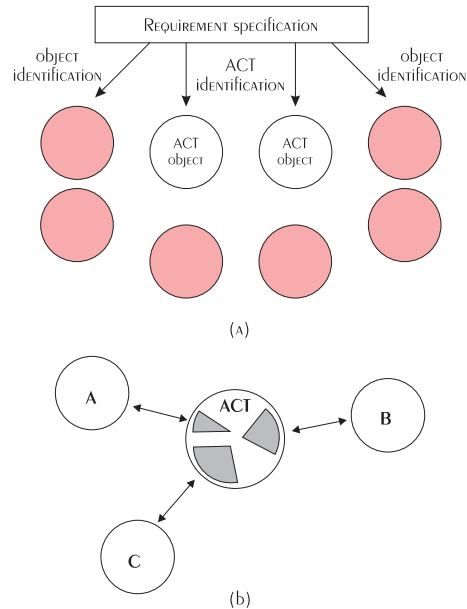 Requirement specification
object
identification
ACT
identification
object
identification
ACT
object
ACT
object
(A)
A
ACT
B
C
(b)